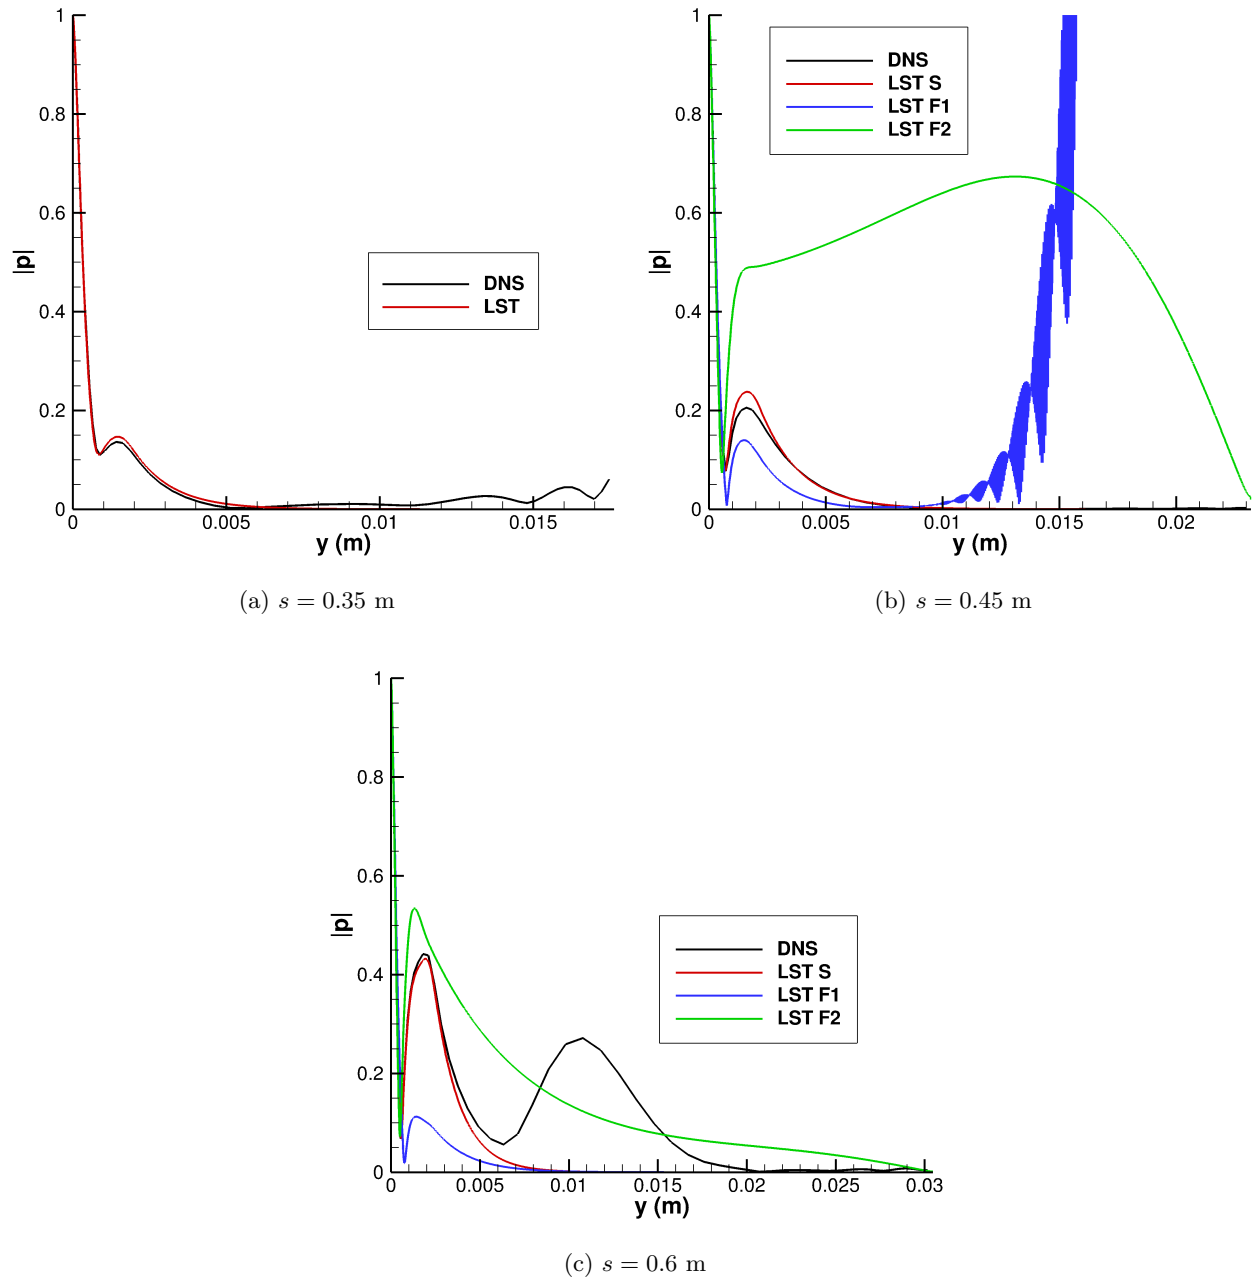 |p|
1
0.8
0.6
0.4
0.2
0
0 0.005 0.01 0.015
y (m)
DNS
LST
(a) s = 0.35 m
|p|
1
0.8
0.6
0.4
0.2
0
0 0.005 0.01 0.015 0.02
y (m)
DNS
LST S
LST F1
LST F2
(b) s = 0.45 m
|p|
1
0.8
0.6
0.4
0.2
0
0 0.005 0.01 0.015 0.02 0.025 0.03
y (m)
DNS
LST S
LST F1
LST F2
(c) s = 0.6 m